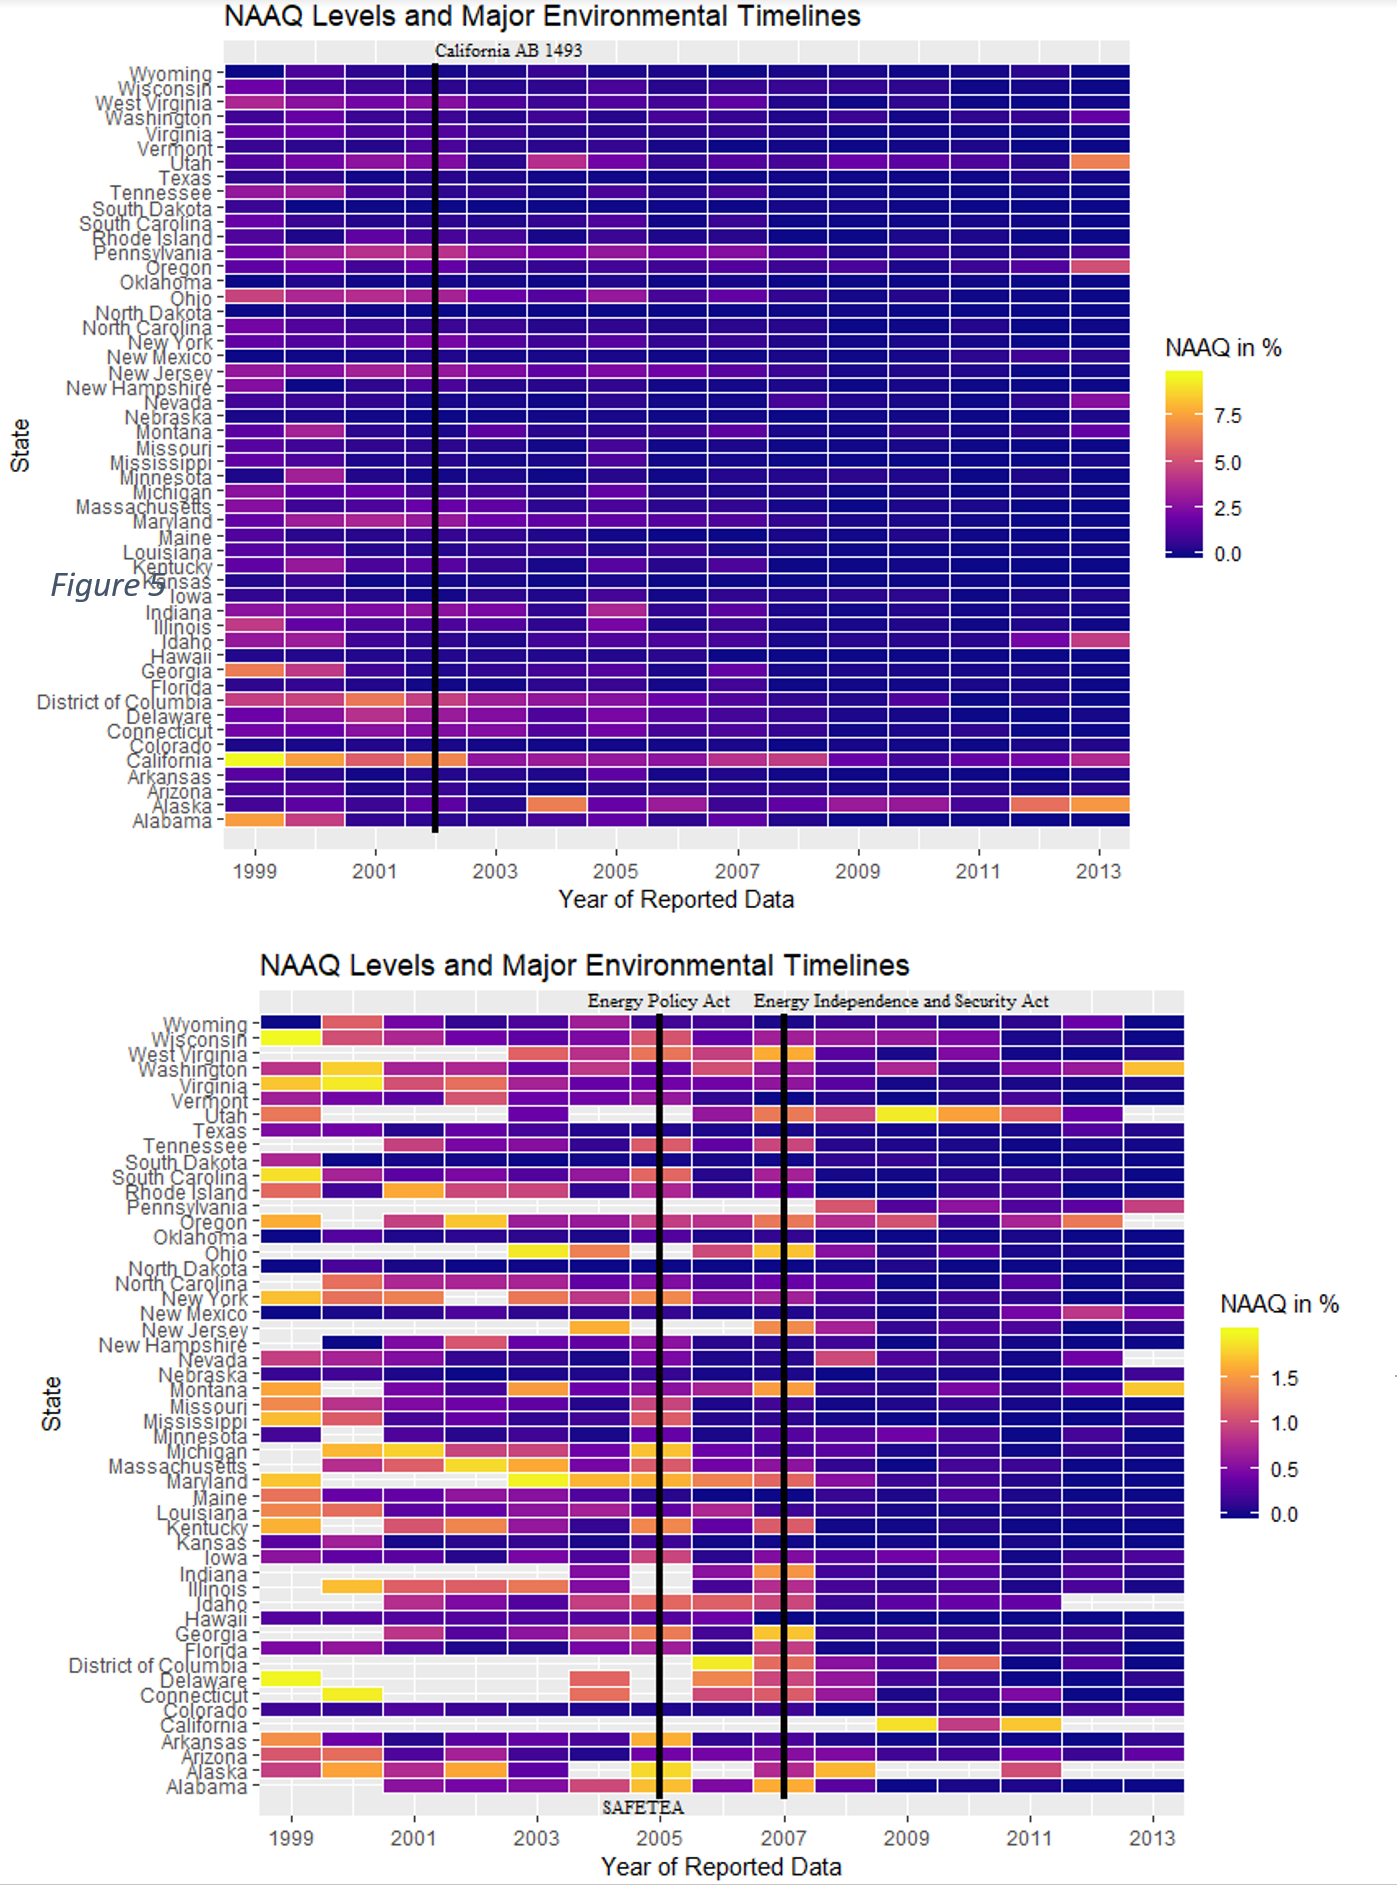 NAAQ Levels and Major Environmental Timelines
California AB 1493
Wyoming
Wisconsin
West Virginia
Washington
Virginia
Vermont
Utah
Texas
Tennessee
South Dakota
South Carolina
Rhode Island
Pennsylvania
Oregon
Oklahoma
Ohio
North Dakota
North Carolina
New York
New Mexico
New Jersey
New Hampshire
Nevada
Nebraska
Montana
Missouri
Mississippi
Minnesota
Michigan
Massachusetts
Maryland
Maine
Louisiana
Kentucky
Kansas
Iowa
Indiana
Illinois
Idaho
Hawaii
Georgia
Florida
District of Columbia
Delaware
Connecticut
Colorado
California
Arkansas
Arizona
Alaska
Alabama
State
Figure 5
1999 2001 2003 2005 2007 2009 2011 2013
Year of Reported Data
NAAQ in %
7.5
5.0
2.5
0.0
NAAQ Levels and Major Environmental Timelines
Energy Policy Act Energy Independence and Security Act
Wyoming
Wisconsin
West Virginia
Washington
Virginia
Vermont
Utah
Texas
Tennessee
South Dakota
South Carolina
Rhode Island
Pennsylvania
Oregon
Oklahoma
Ohio
North Dakota
North Carolina
New York
New Mexico
New Jersey
New Hampshire
Nevada
Nebraska
Montana
Missouri
Mississippi
Minnesota
Michigan
Massachusetts
Maryland
Maine
Louisiana
Kentucky
Kansas
Iowa
Indiana
Illinois
Idaho
Hawaii
Georgia
Florida
District of Columbia
Delaware
Connecticut
Colorado
California
Arkansas
Arizona
Alaska
Alabama
State
SAFETEA
1999 2001 2003 2005 2007 2009 2011 2013
Year of Reported Data
NAAQ in %
1.5
1.0
0.5
0.0